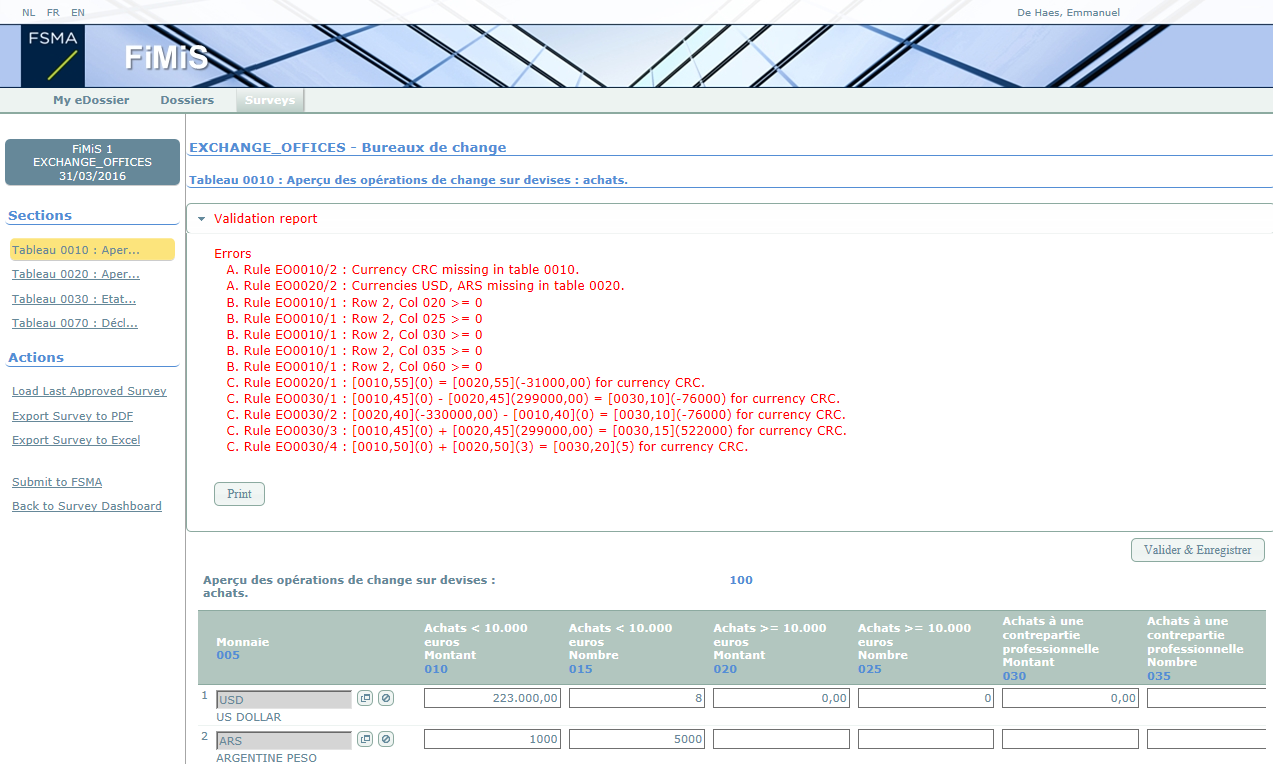 NL FR EN
De Haes, Emmanuel
FSMA
FiMiS
My eDossier Dossiers Surveys
FiMiS 1
EXCHANGE_OFFICES
31/03/2016
Sections
Tableau 0010 : Aper...
Tableau 0020 : Aper...
Tableau 0030 : Etat...
Tableau 0070 : Décl...
Actions
Load Last Approved Survey
Export Survey to PDF
Export Survey to Excel
Submit to FSMA
Back to Survey Dashboard
EXCHANGE_OFFICES - Bureaux de change
Tableau 0010 : Aperçu des opérations de change sur devises : achats.
Validation report
Errors
A. Rule EO0010/2 : Currency CRC missing in table 0010.
A. Rule EO0020/2 : Currencies USD, ARS missing in table 0020.
B. Rule EO0010/1 : Row 2, Col 020 >= 0
B. Rule EO0010/1 : Row 2, Col 025 >= 0
B. Rule EO0010/1 : Row 2, Col 030 >= 0
B. Rule EO0010/1 : Row 2, Col 035 >= 0
B. Rule EO0010/1 : Row 2, Col 060 >= 0
C. Rule EO0020/1 : [0010,55](0) = [0020,55](-31000,00) for currency CRC.
C. Rule EO0030/1 : [0010,45](0) - [0020,45](299000,00) = [0030,10](-76000) for currency CRC.
C. Rule EO0030/2 : [0020,40](-330000,00) - [0010,40](0) = [0030,10](-76000) for currency CRC.
C. Rule EO0030/3 : [0010,45](0) + [0020,45](299000,00) = [0030,15](522000) for currency CRC.
C. Rule EO0030/4 : [0010,50](0) + [0020,50](3) = [0030,20](5) for currency CRC.
Print
Valider & Enregistrer
Aperçu des opérations de change sur devises :
achats.
100
Monnaie
005
Achats < 10.000
euros
Montant
010
Achats < 10.000
euros
Nombre
015
Achats >= 10.000
euros
Montant
020
Achats >= 10.000
euros
Nombre
025
Achats à une
contrepartie
professionnelle
Montant
030
Achats à une
contrepartie
professionnelle
Nombre
035
1 USD 223.000,00 8 0,00 0 0,00
US DOLLAR
2 ARS 1000 5000
ARGENTINE PESO